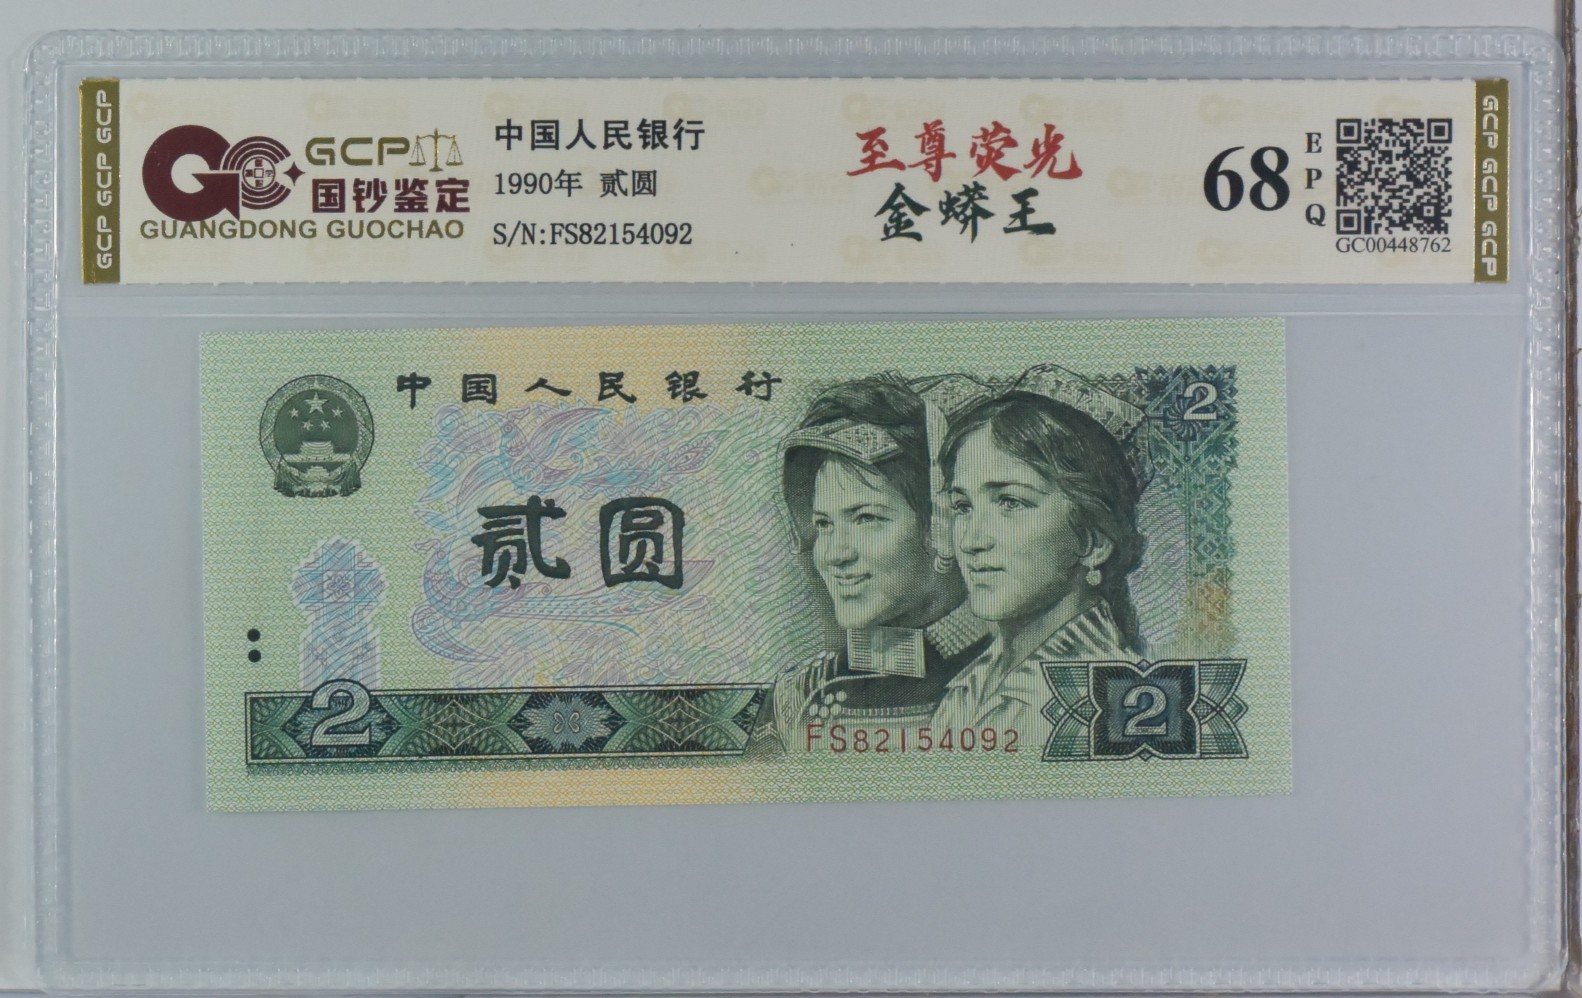 GCP GCP GCP
GCP
国钞鉴定
GUANGDONG GUOCHAO
中国人民银行
1990年 贰圆
S/N:FS82154092
至尊荧光
金蟒王
68
EPQ
GC00448762
GCP GCP GCP
中国人民银行
2
贰圆
2
FS82154092
2